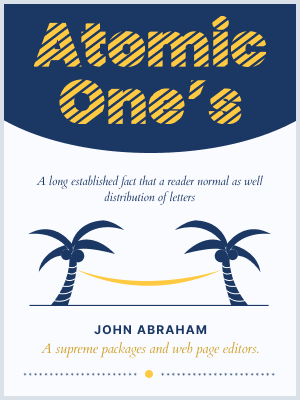 Atomic
One's
A long established fact that a reader normal as well
distribution of letters
JOHN ABRAHAM
A supreme packages and web page editors.